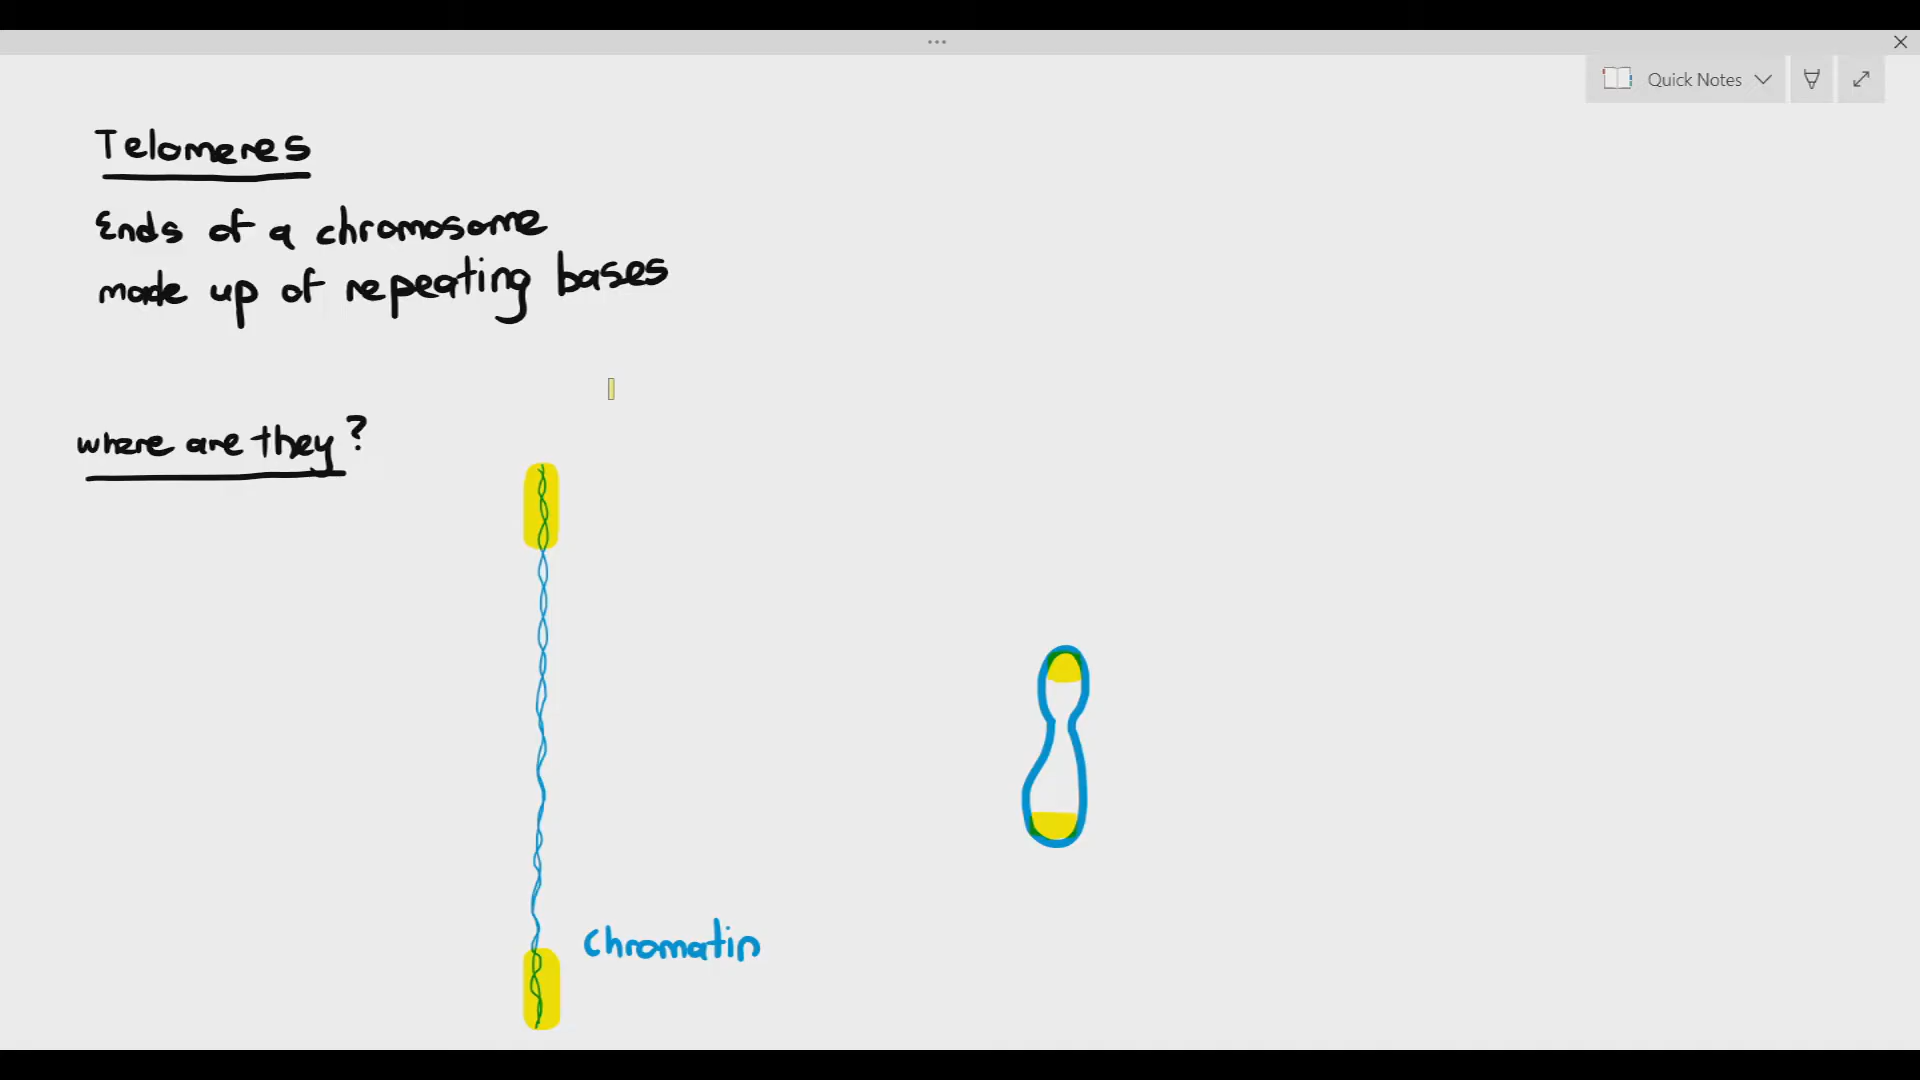 Quick Notes
Telomeres
Ends of a chromosome
made up of repeating bases
where are they?
Chromatin